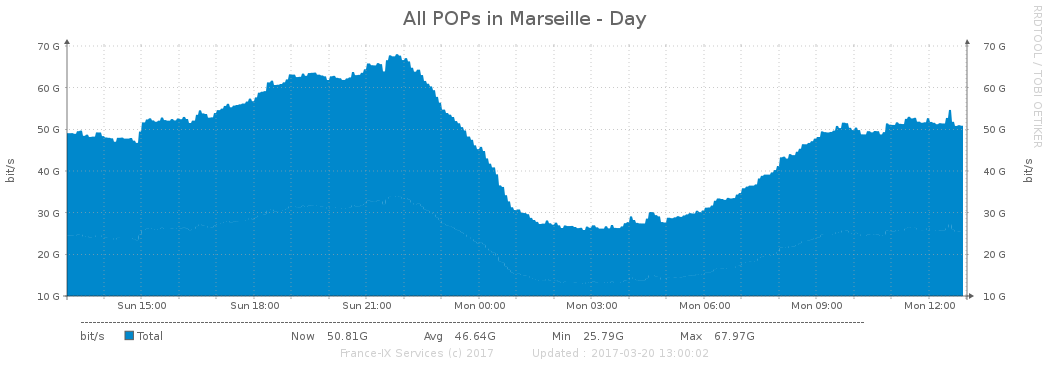 All POPs in Marseille - Day
RRDTOOL / TOBI OETIKER
70 G 70 G
60 G 60 G
50 G 50 G
40 G 40 G
30 G 30 G
20 G 20 G
10 G 10 G
bit/s bit/s
Sun 15:00 Sun 18:00 Sun 21:00 Mon 00:00 Mon 03:00 Mon 06:00 Mon 09:00 Mon 12:00
bit/s Total Now 50.81G Avg 46.64G Min 25.79G Max 67.97G
France-IX Services (c) 2017 Updated : 2017-03-20 13:00:02